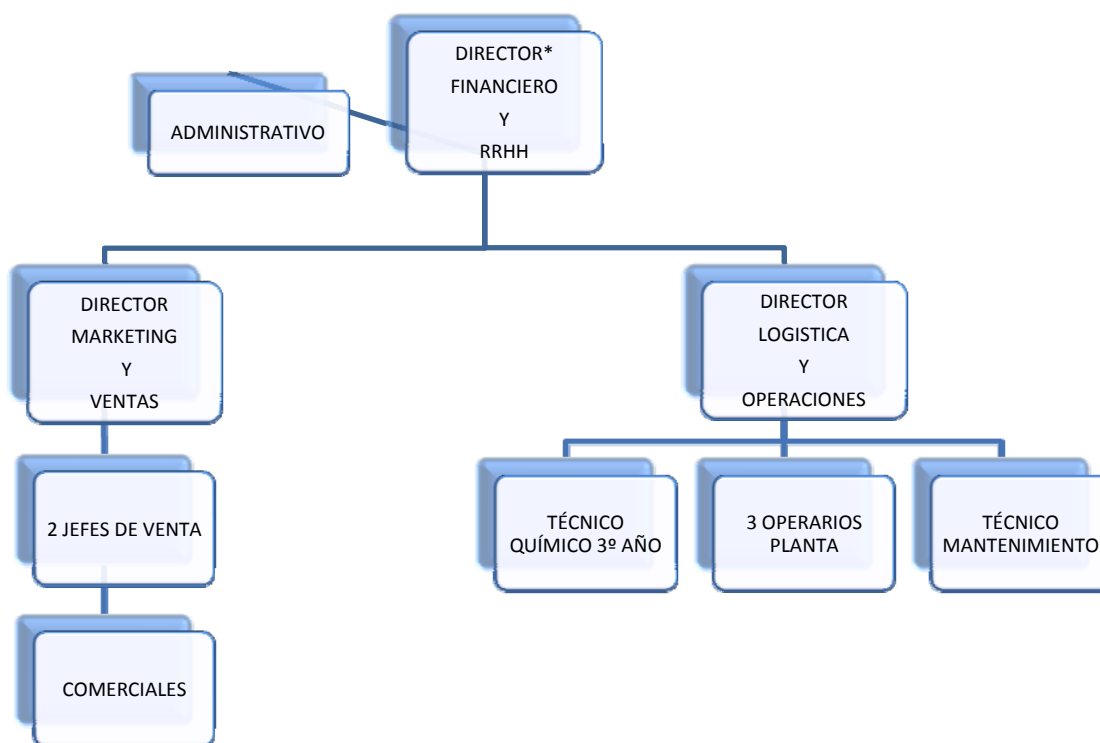 DIRECTOR*
FINANCIERO
Y
RRHH
ADMINISTRATIVO
DIRECTOR
MARKETING
Y
VENTAS
DIRECTOR
LOGISTICA
Y
OPERACIONES
2 JEFES DE VENTA
TÉCNICO
QUÍMICO 3º AÑO
3 OPERARIOS
PLANTA
TÉCNICO
MANTENIMIENTO
COMERCIALES